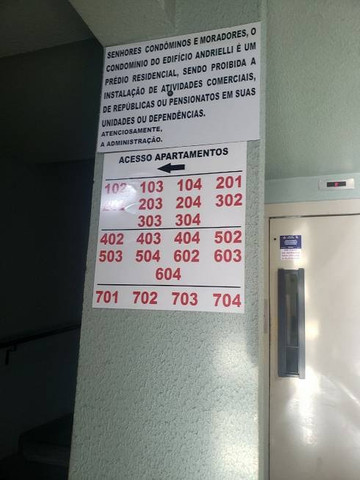 SENHORES CONDÔMINOS E MORADORES, O
CONDOMÍNIO DO EDIFÍCIO ANDRIELLI É UM
PRÉDIO RESIDENCIAL, SENDO PROIBIDA A
INSTALAÇÃO DE ATIVIDADES COMERCIAIS,
DE REPÚBLICAS OU PENSIONATOS EM SUAS
UNIDADES OU DEPENDÊNCIAS.
ATENCIOSAMENTE,
A ADMINISTRAÇÃO.
ACESSO APARTAMENTOS
102 103 104 201
203 204 302
303 304
402 403 404 502
503 504 602 603
604
701 702 703 704